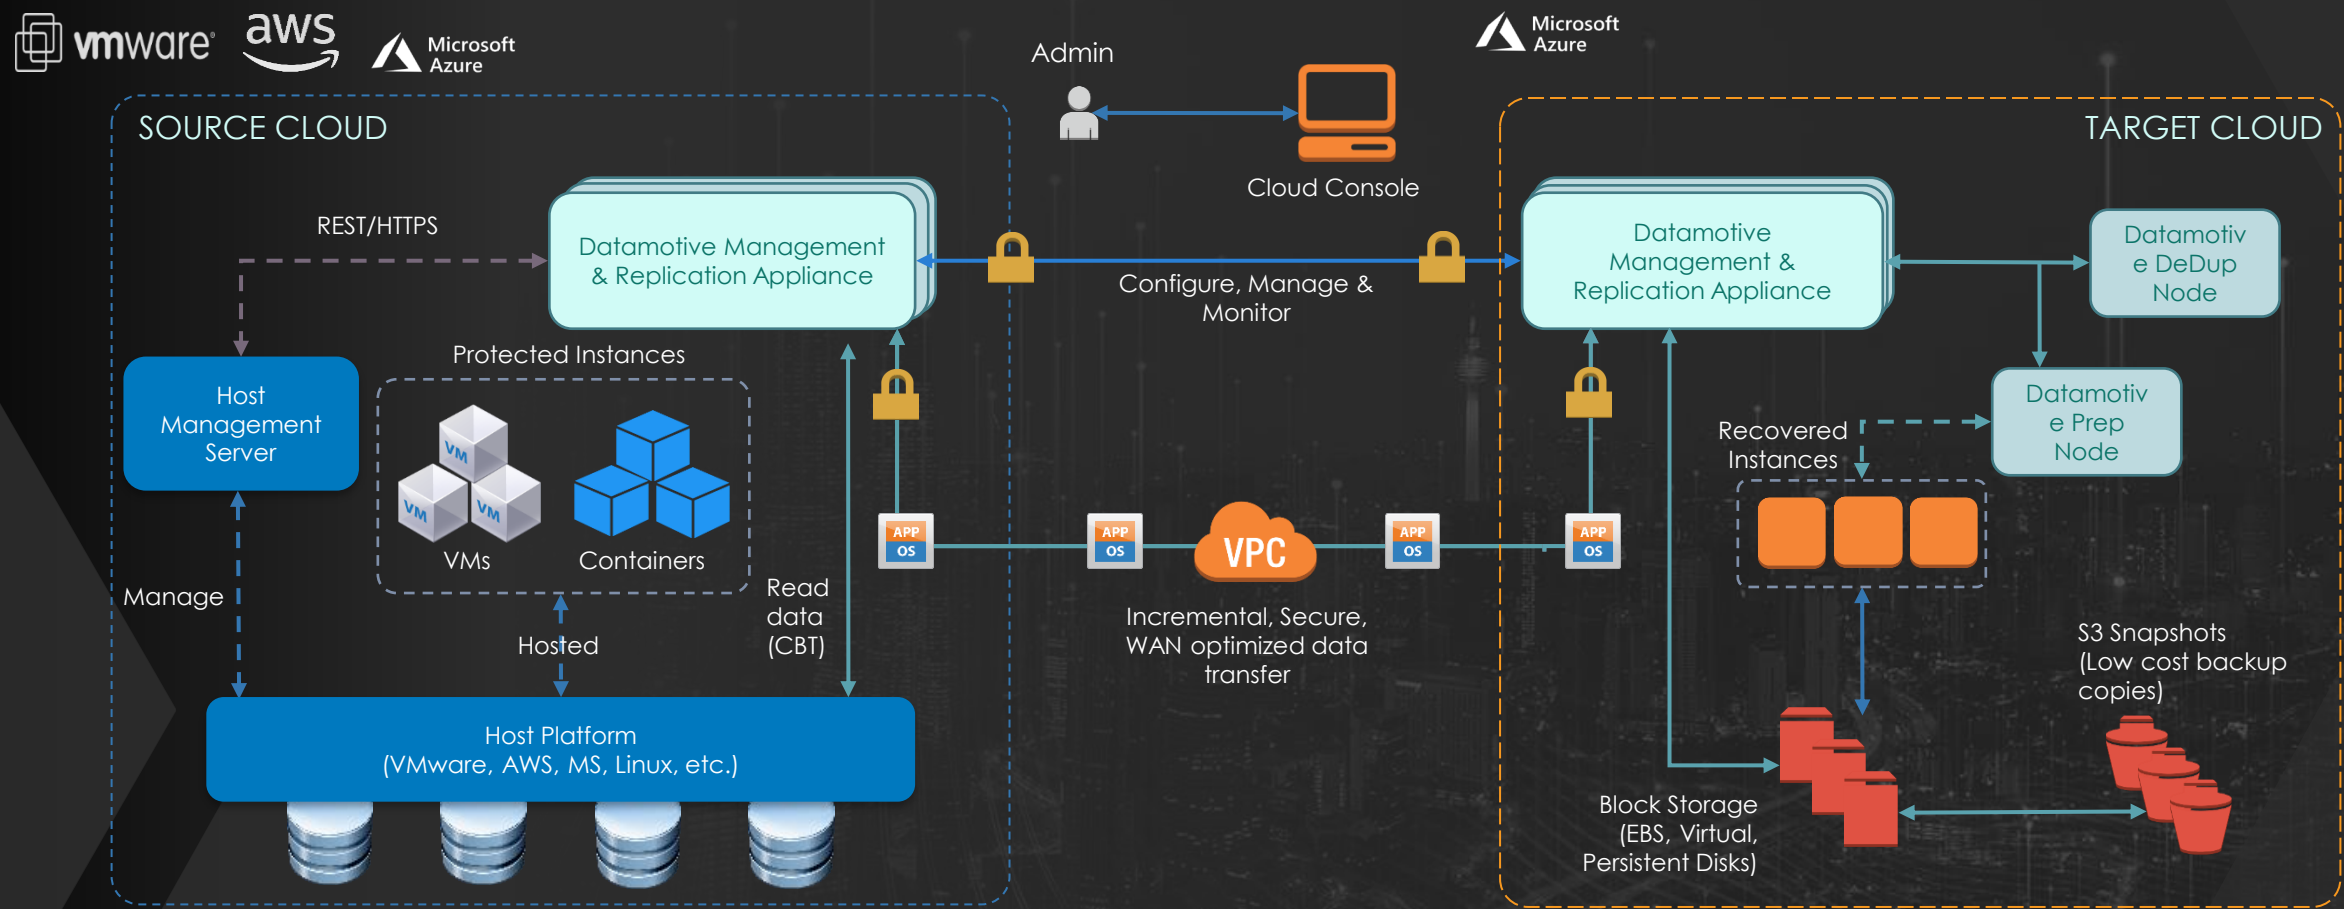 vmware®
aws
Microsoft
Azure
Microsoft
Azure
Admin
SOURCE CLOUD
TARGET CLOUD
Cloud Console
REST/HTTPS
Datamotive Management
& Replication Appliance
Configure, Manage &
Monitor
Datamotive
Management &
Replication Appliance
Datamotiv
e DeDup
Node
Host
Management
Server
Protected Instances
VM
VM
VM
VMs
Containers
Datamotiv
e Prep
Node
Recovered
Instances
APP
OS
APP
OS
VPC
APP
OS
APP
OS
Manage
Hosted
Read
data
(CBT)
Incremental, Secure,
WAN optimized data
transfer
S3 Snapshots
(Low cost backup
copies)
Host Platform
(VMware, AWS, MS, Linux, etc.)
Block Storage
(EBS, Virtual,
Persistent Disks)